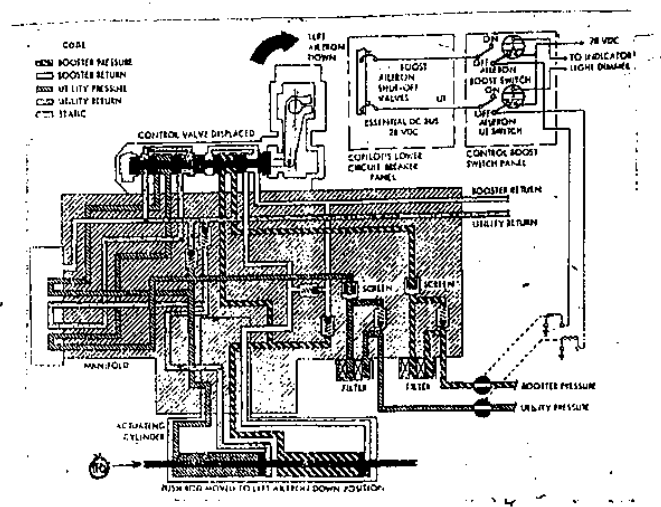 CODE
BOOSTER PRESSURE
BOOSTER RETURN
UTILITY PRESSURE
UTILITY RETURN
STATIC
LEFT
AILERON
DOWN
CONTROL VALVE DISPLACED
BOOST
AILERON
SHUT-OFF
VALVES
UT
ESSENTIAL DC BUS
28 VDC
COPILOT'S LOWER
CIRCUIT BREAKER
PANEL
ON
OFF
AILERON
BOOST SWITCH
ON
OFF
AILERON
UT SWITCH
CONTROL BOOST
SWITCH PANEL
28 VDC
TO INDICATOR
LIGHT DIMMER
BOOSTER RETURN
UTILITY RETURN
SCREEN
SCREEN
MANIFOLD
FILTER
FILTER
BOOSTER PRESSURE
UTILITY PRESSURE
ACTUATING
CYLINDER
PUSH ROD MOVED TO LEFT AILERON DOWN POSITION